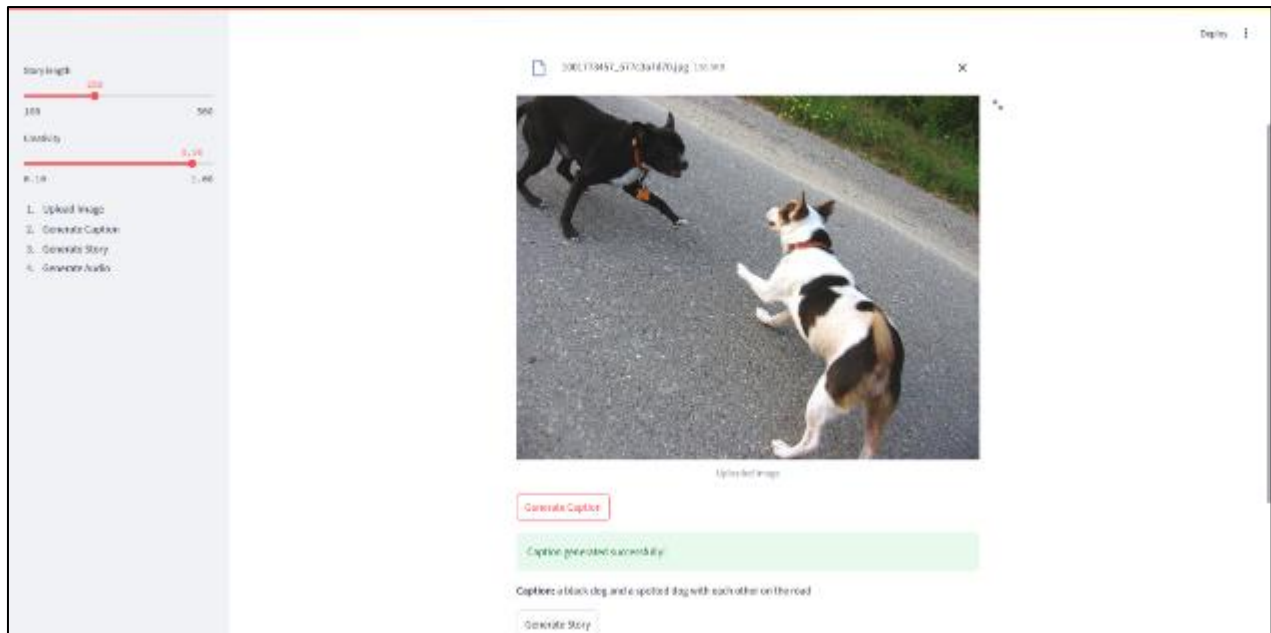 Deploy
Story length
100 500
Creativity
0.10 1.00
1. Upload Image
2. Generate Caption
3. Generate Story
4. Generate Audio
Uploaded Image
Generate Caption
Caption generated successfully!
Caption: a black dog and a spotted dog with each other on the road
Generate Story